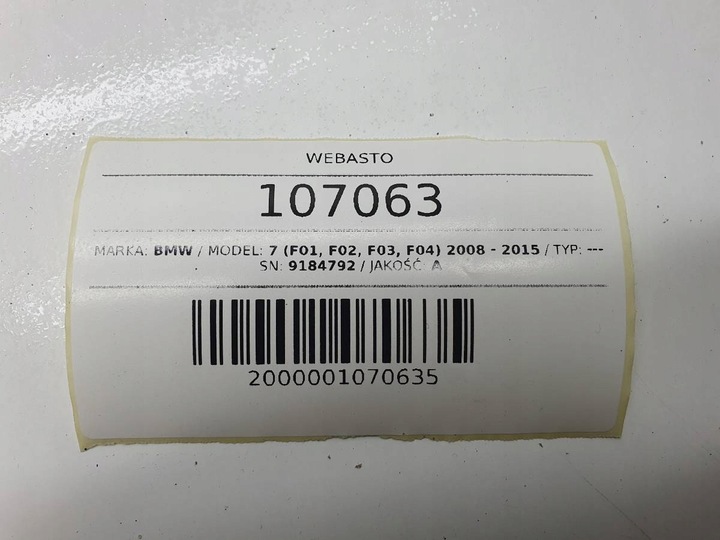 WEBASTO
107063
MARKA: BMW / MODEL: 7 (F01, F02, F03, F04) 2008 - 2015 / TYP: ---
SN: 9184792 / JAKOŚĆ: A
2000001070635